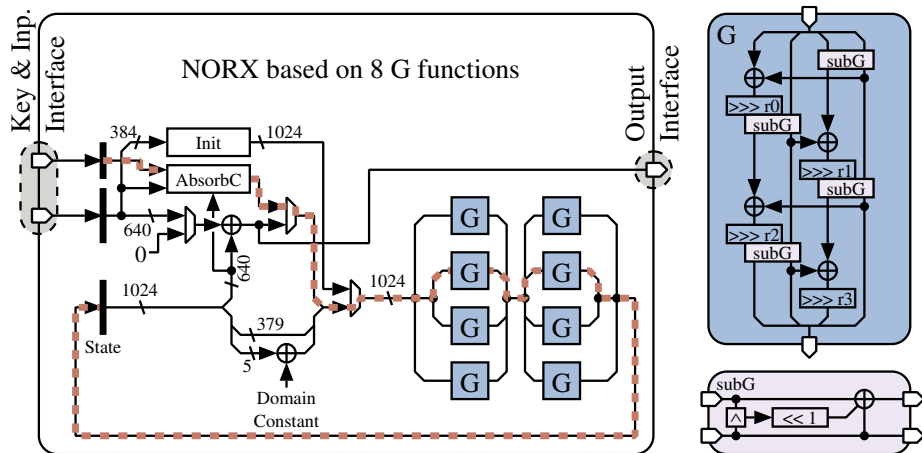 NORX based on 8 G functions
Key & Inp.
Interface
Output
Interface
384
Init
1024
AbsorbC
640
0
640
1024
State
379
5
Domain
Constant
1024
G
G
G
G
G
G
G
G
G
subG
>>> r0
subG
>>> r1
subG
>>> r2
subG
>>> r3
subG
^
<< 1